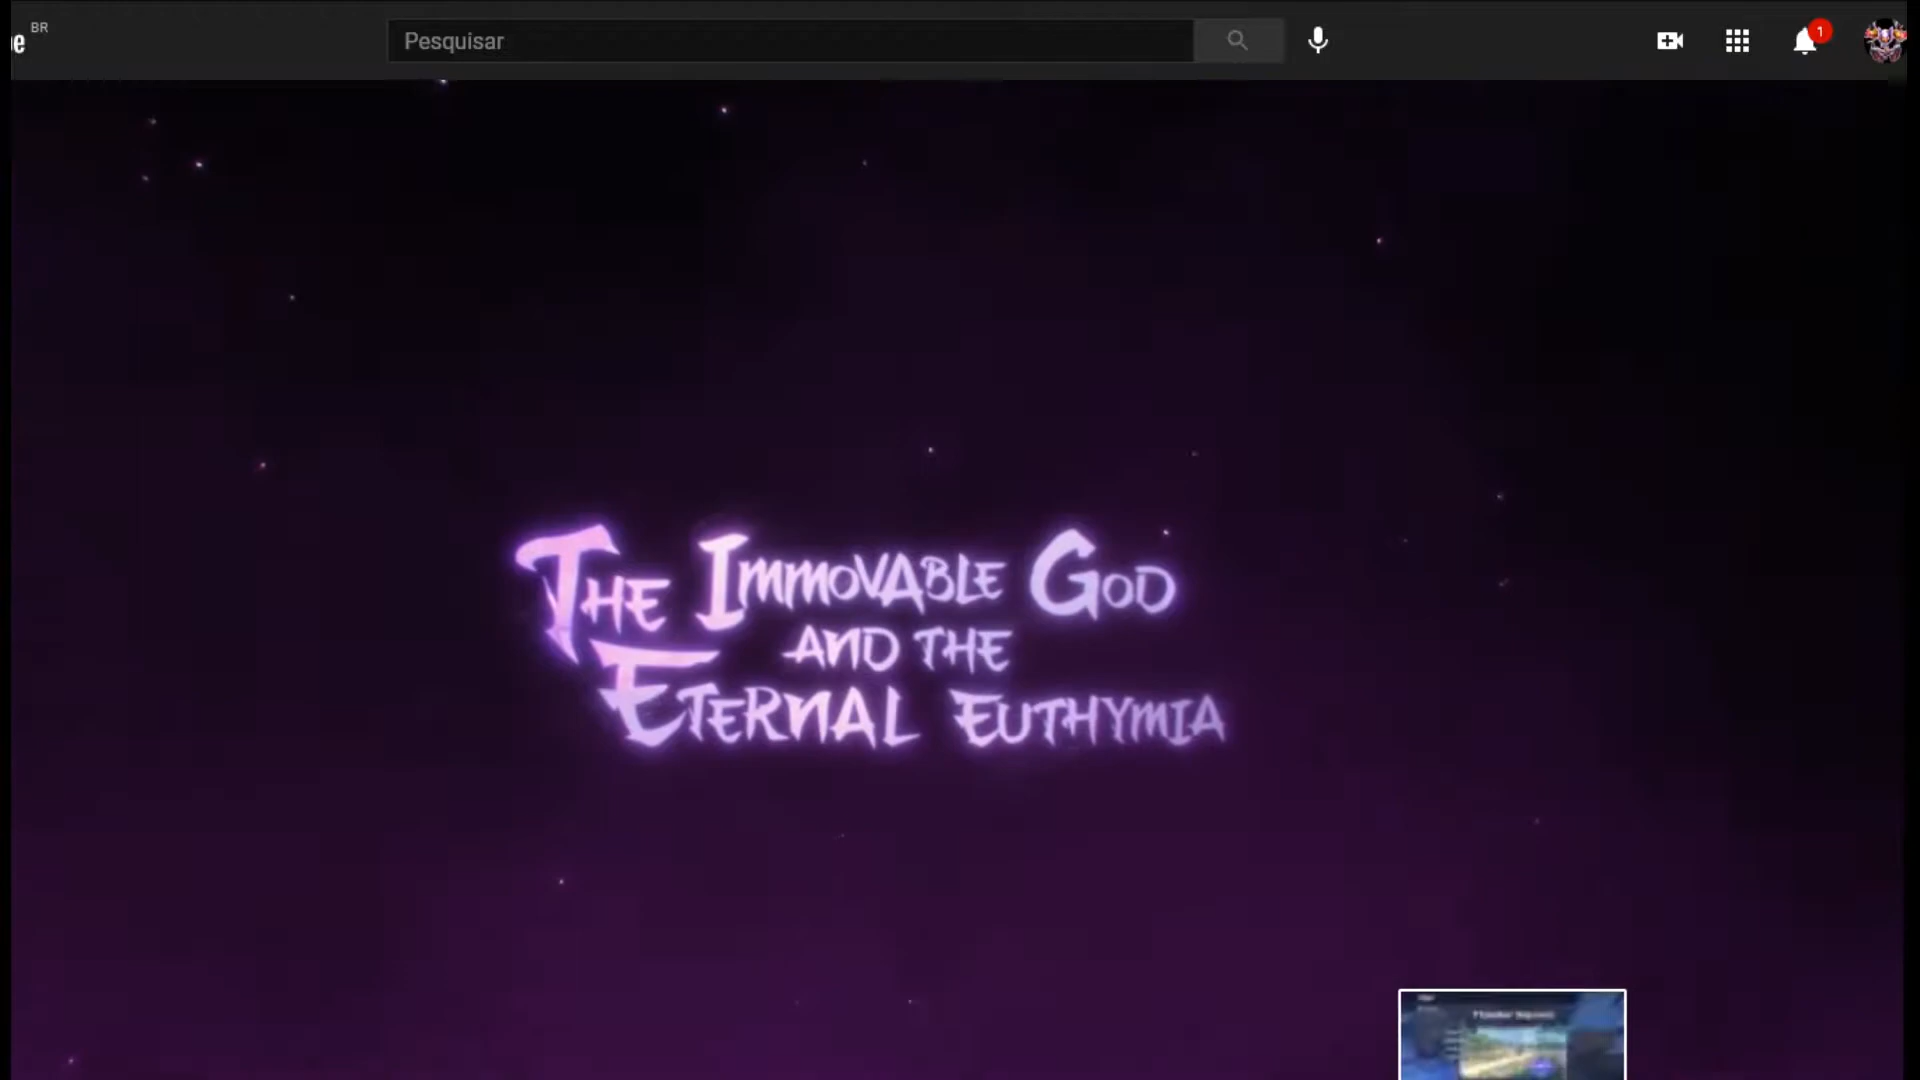 BR
Pesquisar
1
The Immovable God
and the
Eternal Euthymia